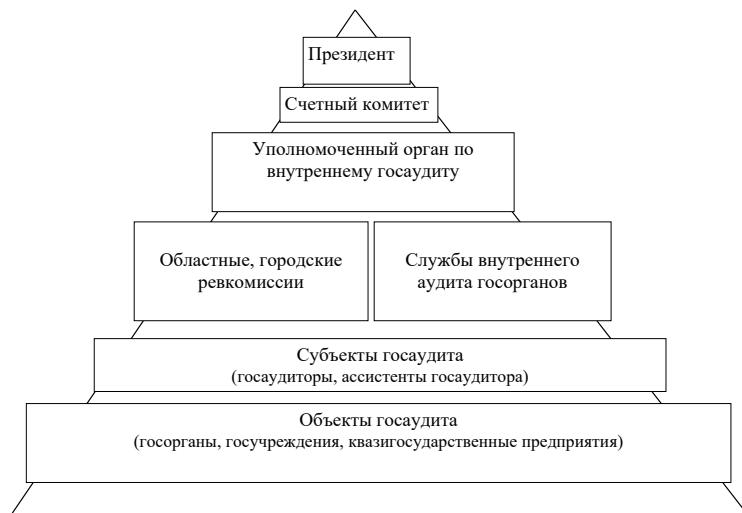 Президент
Счетный комитет
Уполномоченный орган по
внутреннему госаудиту
Областные, городские
ревкомиссии
Службы внутреннего
аудита госорганов
Субъекты госаудита
(госаудиторы, ассистенты госаудитора)
Объекты госаудита
(госорганы, госучреждения, квазигосударственные предприятия)